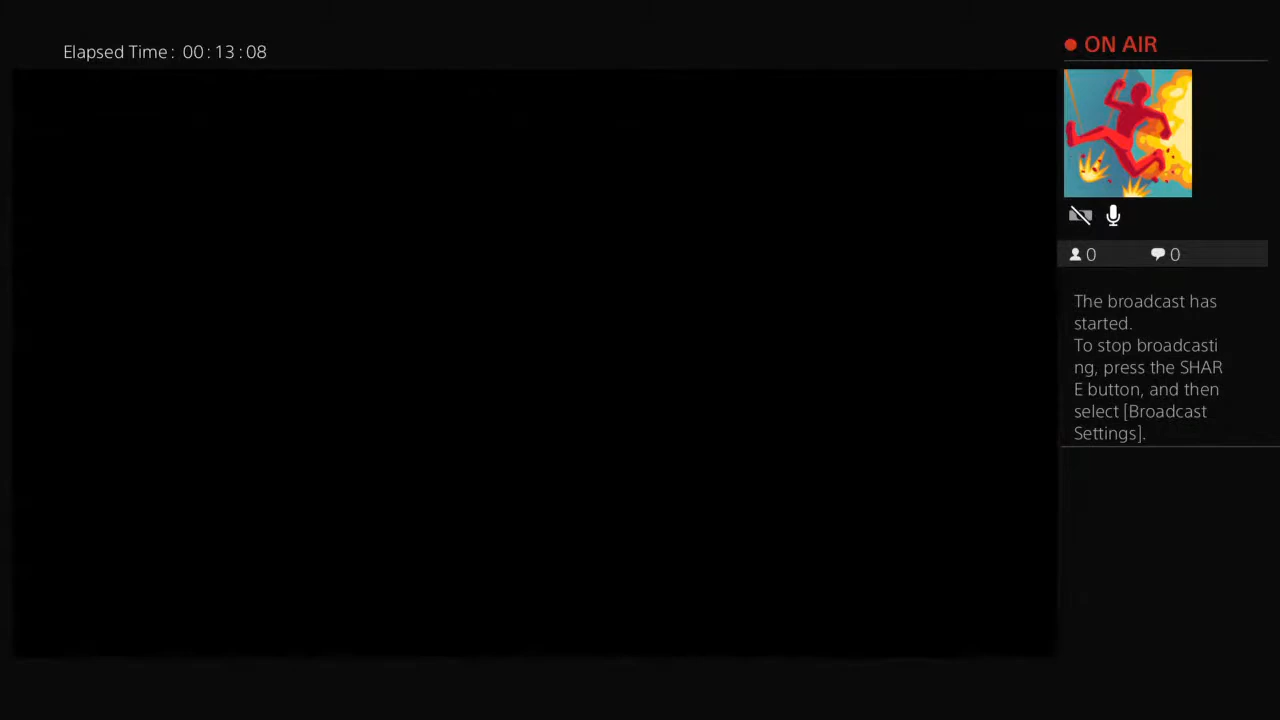 Elapsed Time: 00:13:08
ON AIR
0 0
The broadcast has
started.
To stop broadcasti
ng, press the SHAR
E button, and then
select [Broadcast
Settings].